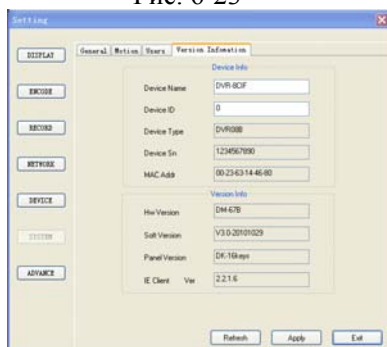 Рис. 6-25
Setting
General Motion Users Version Infomation
DISPLAY
ENCODE
RECORD
NETWORK
DEVICE
SYSTEM
ADVANCE
Device Info
Device Name DVR-8CIF
Device ID 0
Device Type DVR08B
Device Sn 1234567890
MAC Addr 00-23-63-14-46-80
Version Info
Hw Version DM-67B
Soft Version V3.0-20101029
Panel Version DK-16keys
IE Client Ver 2.2.1.6
Refresh Apply Exit